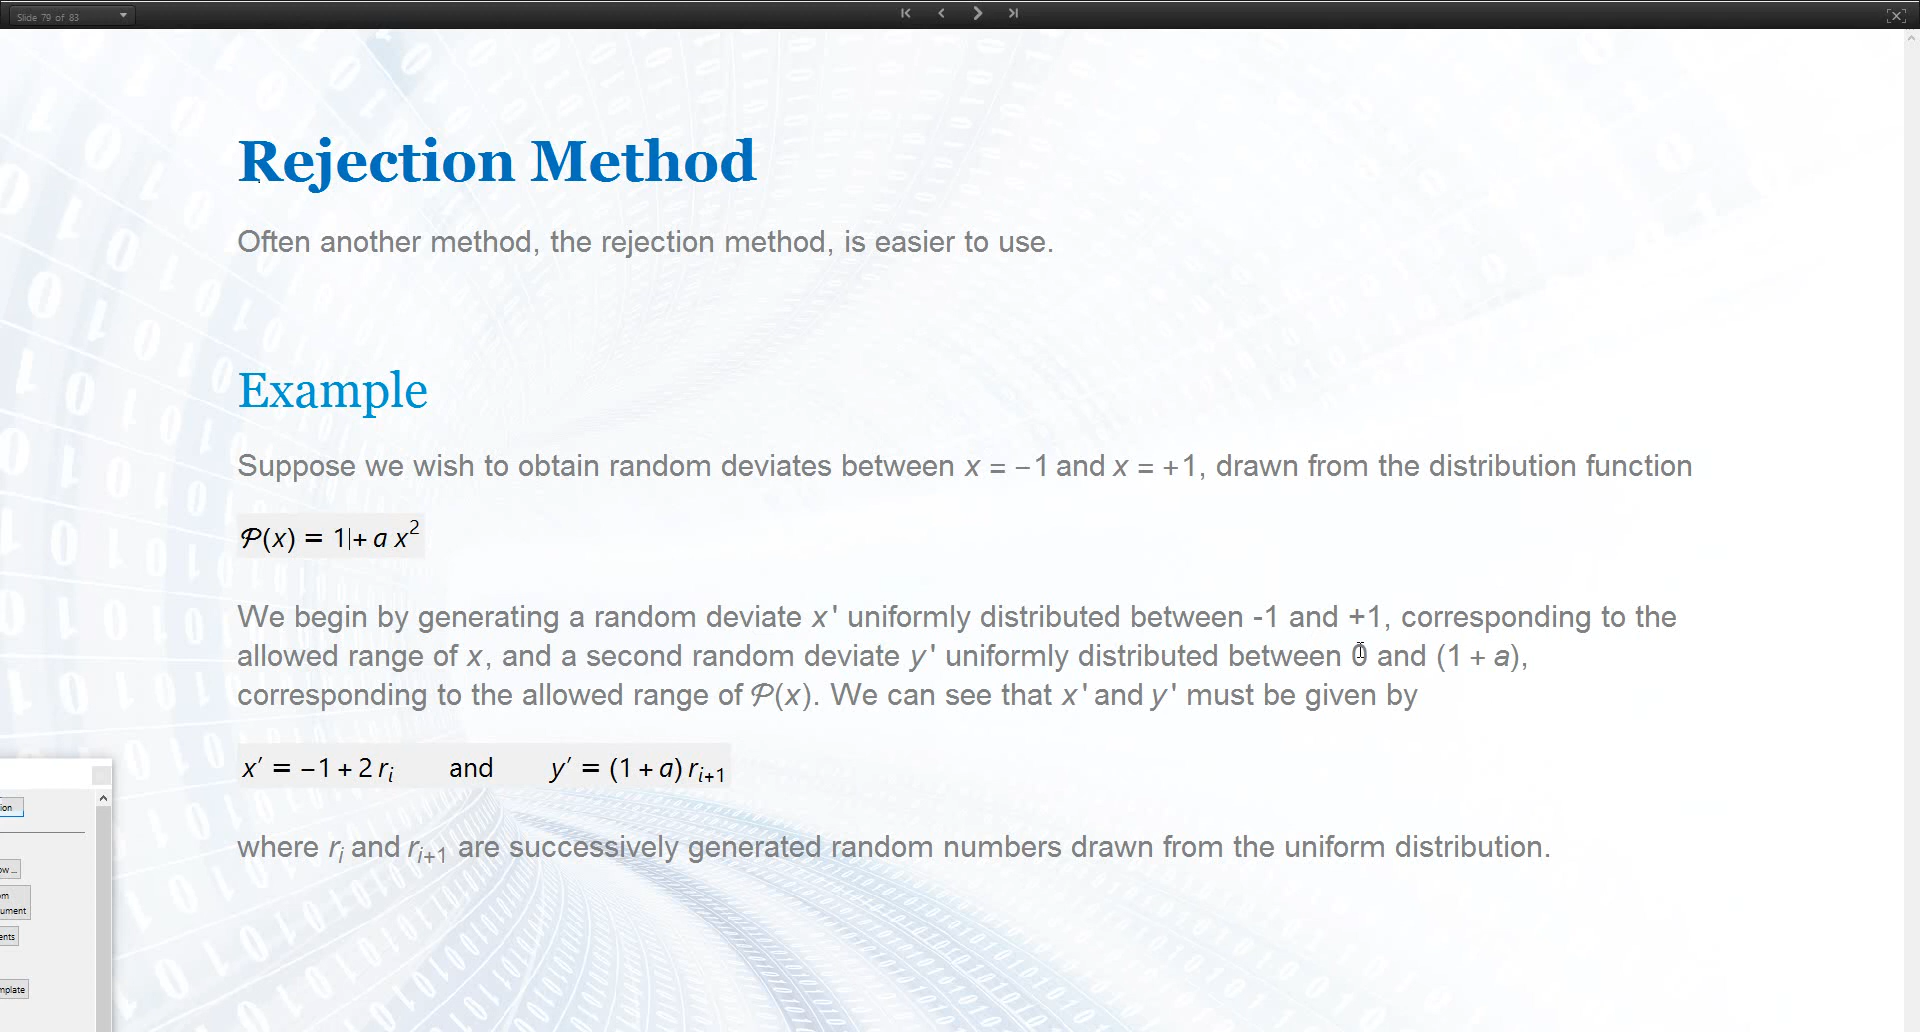 Slide 79 of 83
Rejection Method
Often another method, the rejection method, is easier to use.
Example
Suppose we wish to obtain random deviates between x = −1 and x = +1, drawn from the distribution function
𝒫(x) = 1 + a x²
We begin by generating a random deviate x' uniformly distributed between -1 and +1, corresponding to the
allowed range of x, and a second random deviate y' uniformly distributed between 0 and (1 + a),
corresponding to the allowed range of 𝒫(x). We can see that x' and y' must be given by
x′ = −1 + 2 rᵢ and y′ = (1 + a) rᵢ₊₁
where rᵢ and rᵢ₊₁ are successively generated random numbers drawn from the uniform distribution.